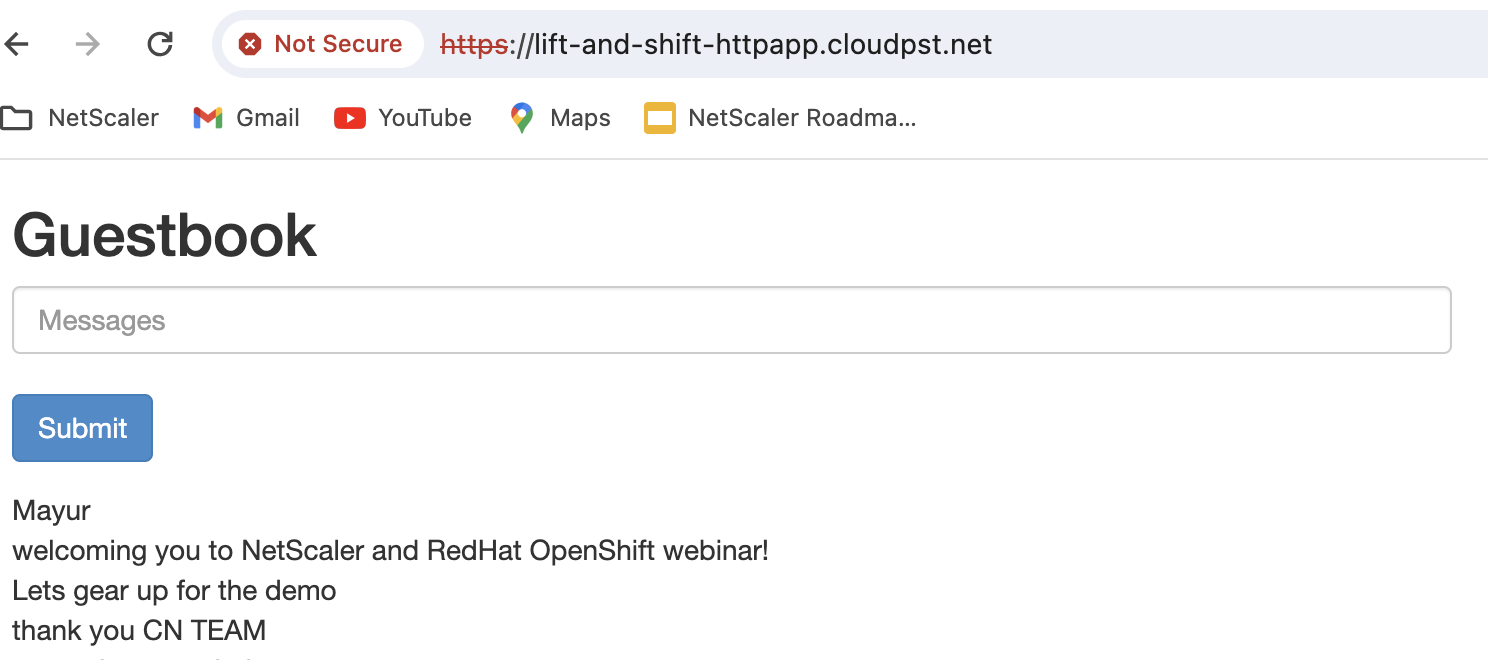 Not Secure https://lift-and-shift-httpapp.cloudpst.net
NetScaler Gmail YouTube Maps NetScaler Roadma...
Guestbook
Messages
Submit
Mayur
welcoming you to NetScaler and RedHat OpenShift webinar!
Lets gear up for the demo
thank you CN TEAM